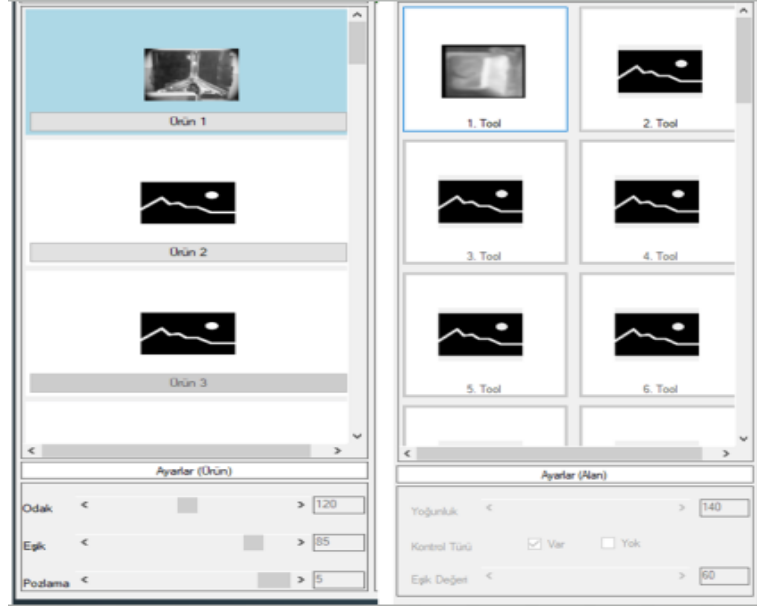 Ürün 1
Ürün 2
Ürün 3
Ayarlar (Ürün)
Odak 120
Eşik 85
Pozlama 5
1. Tool 2. Tool
3. Tool 4. Tool
5. Tool 6. Tool
Ayarlar (Alan)
Yoğunluk 140
Kontrol Türü Var Yok
Eşik Değeri 60